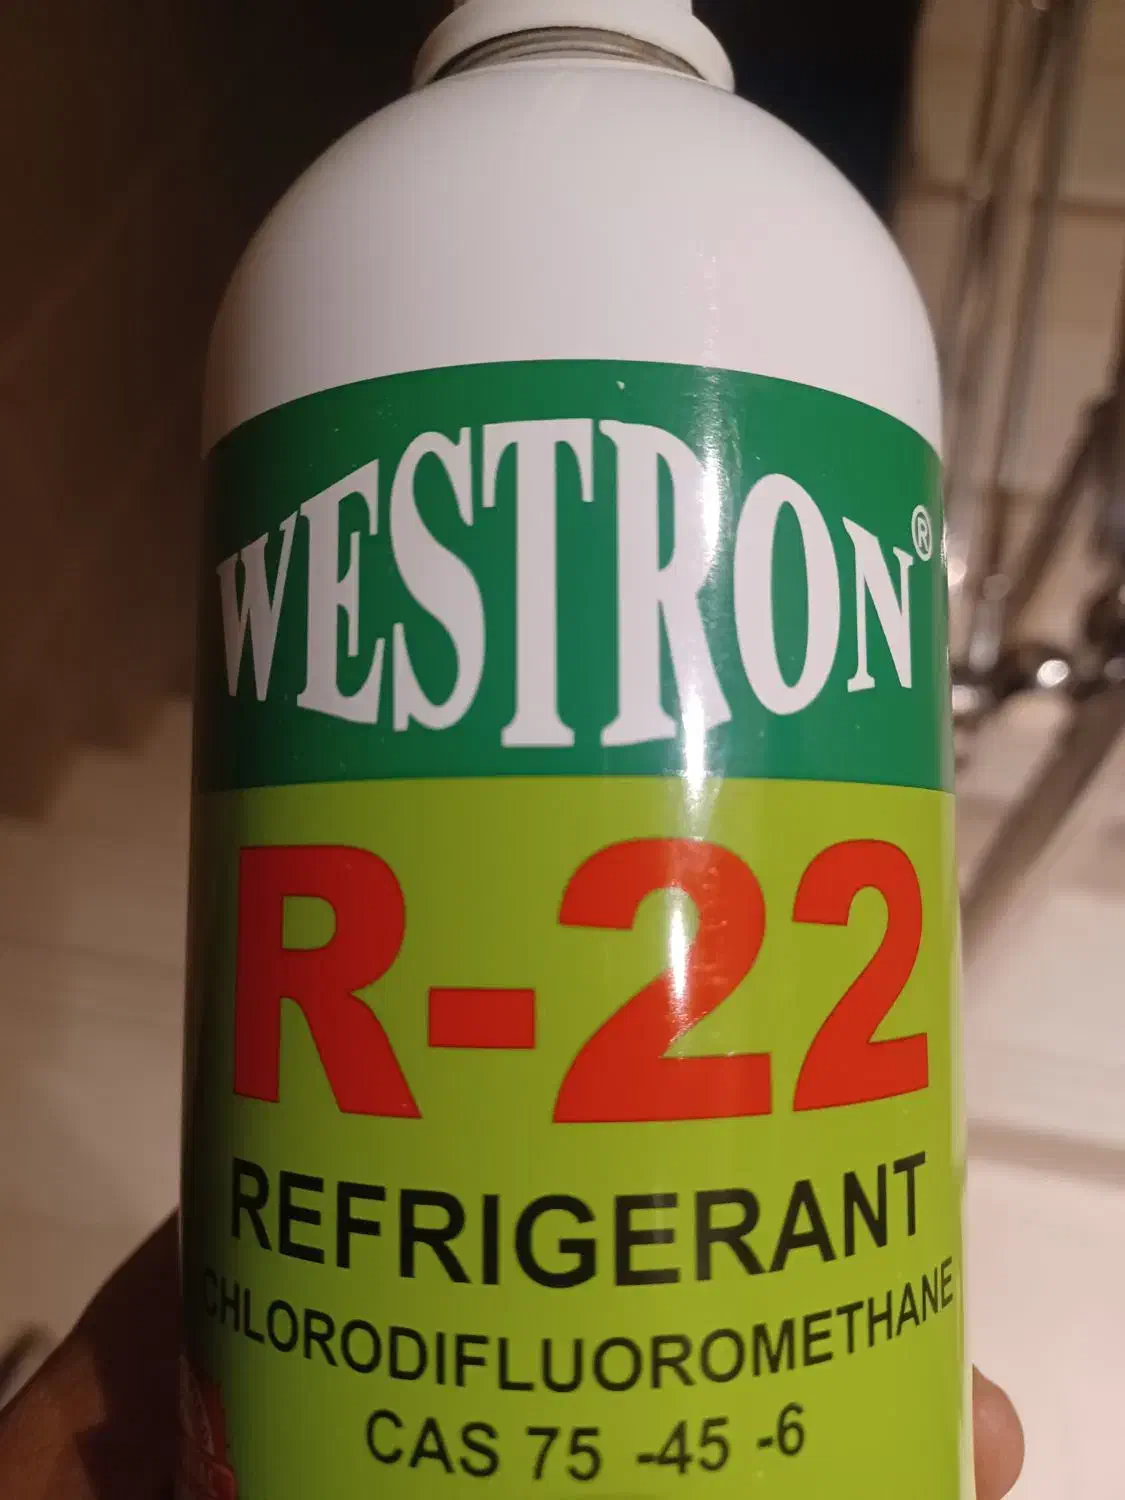 WESTRON®
R-22
REFRIGERANT
CHLORODIFLUOROMETHANE
CAS 75 -45 -6